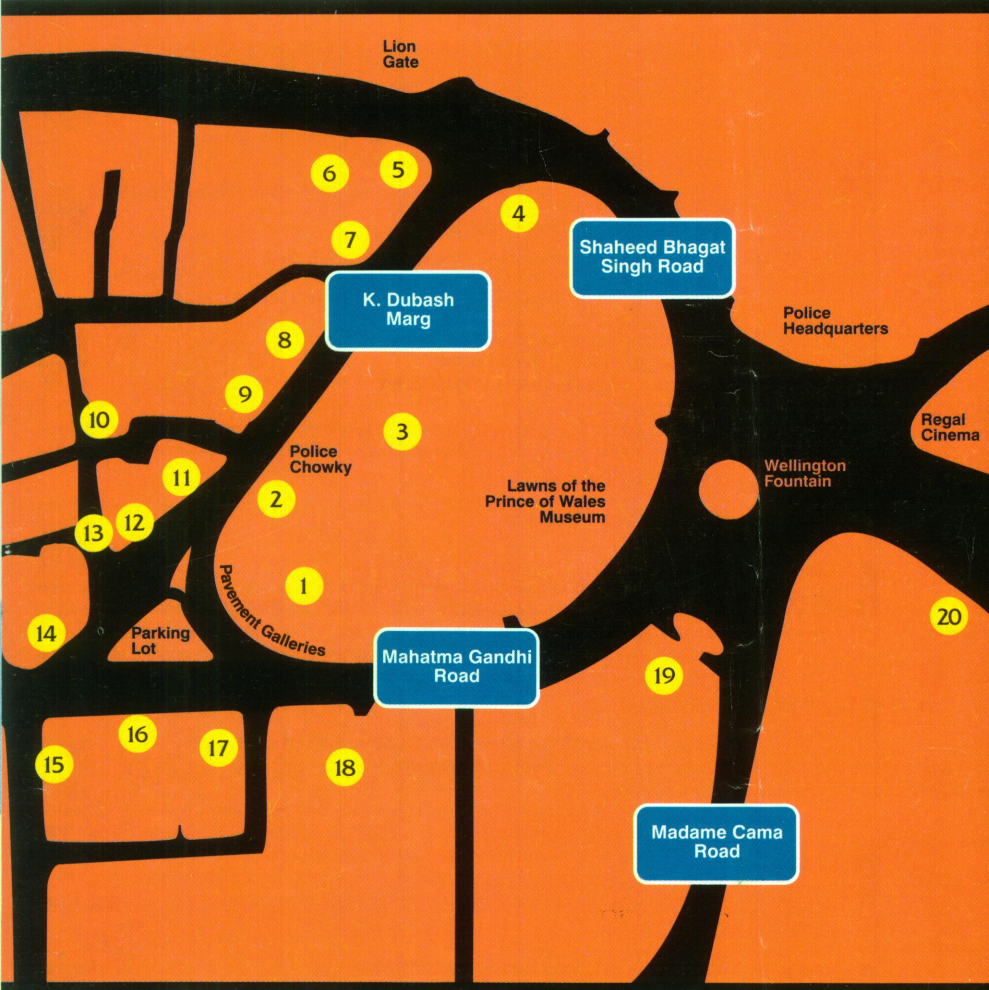 Lion
Gate
6
5
4
7
Shaheed Bhagat
Singh Road
K. Dubash
Marg
Police
Headquarters
8
9
10
3
Regal
Cinema
Police
Chowky
11
2
Lawns of the
Prince of Wales
Museum
Wellington
Fountain
12
13
1
Pavement Galleries
14
Parking
Lot
20
Mahatma Gandhi
Road
19
16
17
15
18
Madame Cama
Road